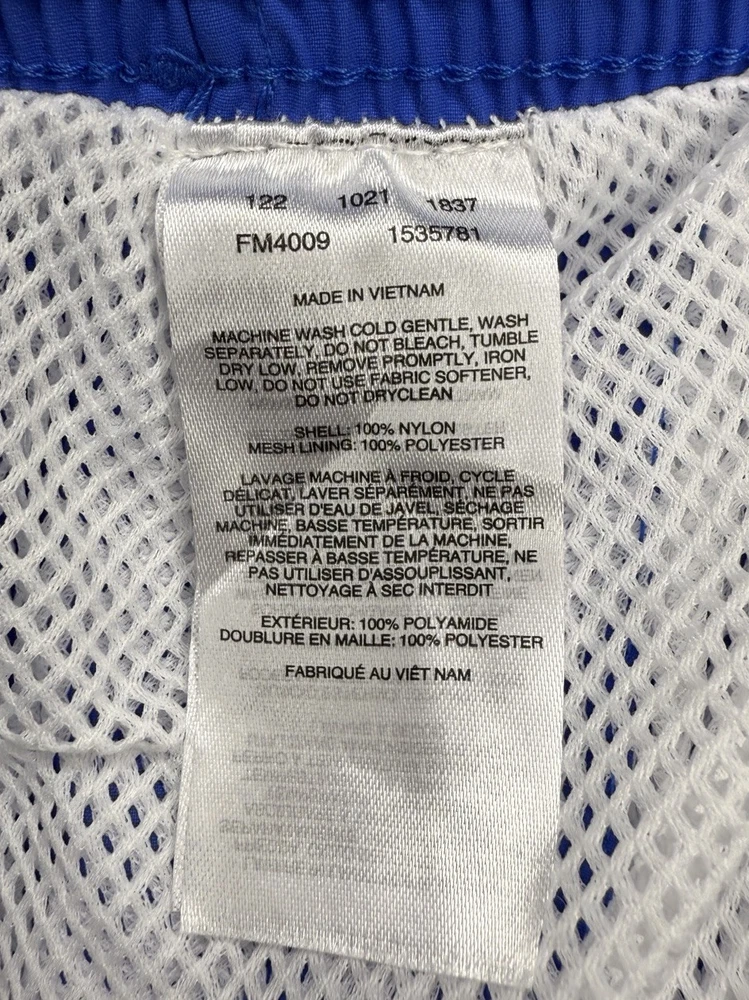 122 1021 1837
FM4009 1535781
MADE IN VIETNAM
MACHINE WASH COLD GENTLE, WASH
SEPARATELY, DO NOT BLEACH, TUMBLE
DRY LOW, REMOVE PROMPTLY, IRON
LOW, DO NOT USE FABRIC SOFTENER,
DO NOT DRYCLEAN
SHELL: 100% NYLON
MESH LINING: 100% POLYESTER
LAVAGE MACHINE À FROID, CYCLE
DÉLICAT, LAVER SÉPARÉMENT, NE PAS
UTILISER D'EAU DE JAVEL, SÉCHAGE
MACHINE, BASSE TEMPÉRATURE, SORTIR
IMMÉDIATEMENT DE LA MACHINE,
REPASSER À BASSE TEMPÉRATURE, NE
PAS UTILISER D'ASSOUPLISSANT,
NETTOYAGE À SEC INTERDIT
EXTÉRIEUR: 100% POLYAMIDE
DOUBLURE EN MAILLE: 100% POLYESTER
FABRIQUÉ AU VIÊT NAM